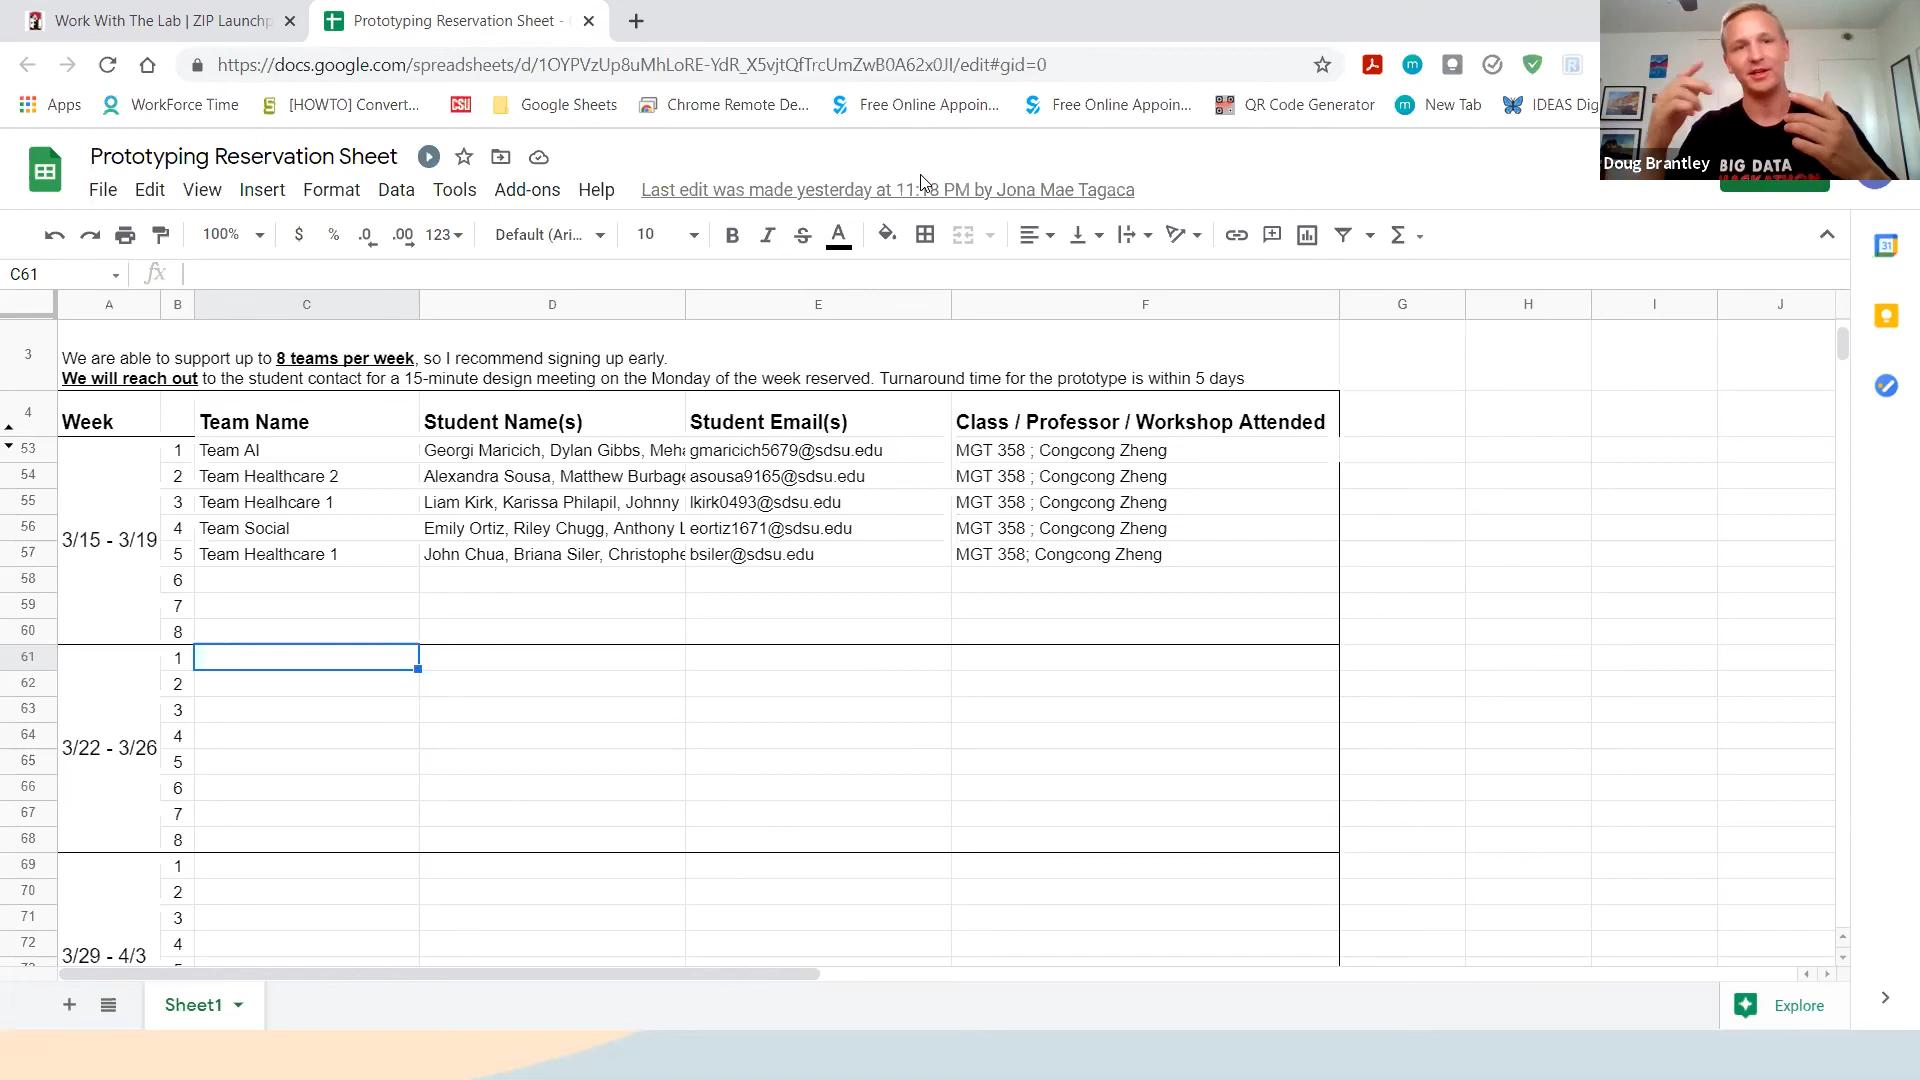 Work With The Lab | ZIP Launchp
Prototyping Reservation Sheet -
https://docs.google.com/spreadsheets/d/1OYPVzUp8uMhLoRE-YdR_X5vjtQfTrcUmZwB0A62x0JI/edit#gid=0
Apps
WorkForce Time
[HOWTO] Convert...
CSU
Google Sheets
Chrome Remote De...
Free Online Appoin...
Free Online Appoin...
QR Code Generator
New Tab
IDEAS Dig
Doug Brantley
BIG DATA
HACKATHON
Prototyping Reservation Sheet
File Edit View Insert Format Data Tools Add-ons Help
Last edit was made yesterday at PM by Jona Mae Tagaca
100% $ % .0 .00 123 Default (Ari... 10 B I S A
31
C61 fx
A B C D E F G H I J
3
We are able to support up to 8 teams per week, so I recommend signing up early.
We will reach out to the student contact for a 15-minute design meeting on the Monday of the week reserved. Turnaround time for the prototype is within 5 days
4 Week Team Name Student Name(s) Student Email(s) Class / Professor / Workshop Attended
53 1 Team AI Georgi Maricich, Dylan Gibbs, Meha gmaricich5679@sdsu.edu MGT 358 ; Congcong Zheng
54 2 Team Healthcare 2 Alexandra Sousa, Matthew Burbage asousa9165@sdsu.edu MGT 358 ; Congcong Zheng
55 3 Team Healhcare 1 Liam Kirk, Karissa Philapil, Johnny lkirk0493@sdsu.edu MGT 358 ; Congcong Zheng
56 4 Team Social Emily Ortiz, Riley Chugg, Anthony L eortiz1671@sdsu.edu MGT 358 ; Congcong Zheng
3/15 - 3/19
57 5 Team Healthcare 1 John Chua, Briana Siler, Christophe bsiler@sdsu.edu MGT 358; Congcong Zheng
58 6
59 7
60 8
61 1
62 2
63 3
64 4
3/22 - 3/26
65 5
66 6
67 7
68 8
69 1
70 2
71 3
72 4
3/29 - 4/3
Sheet1
Explore